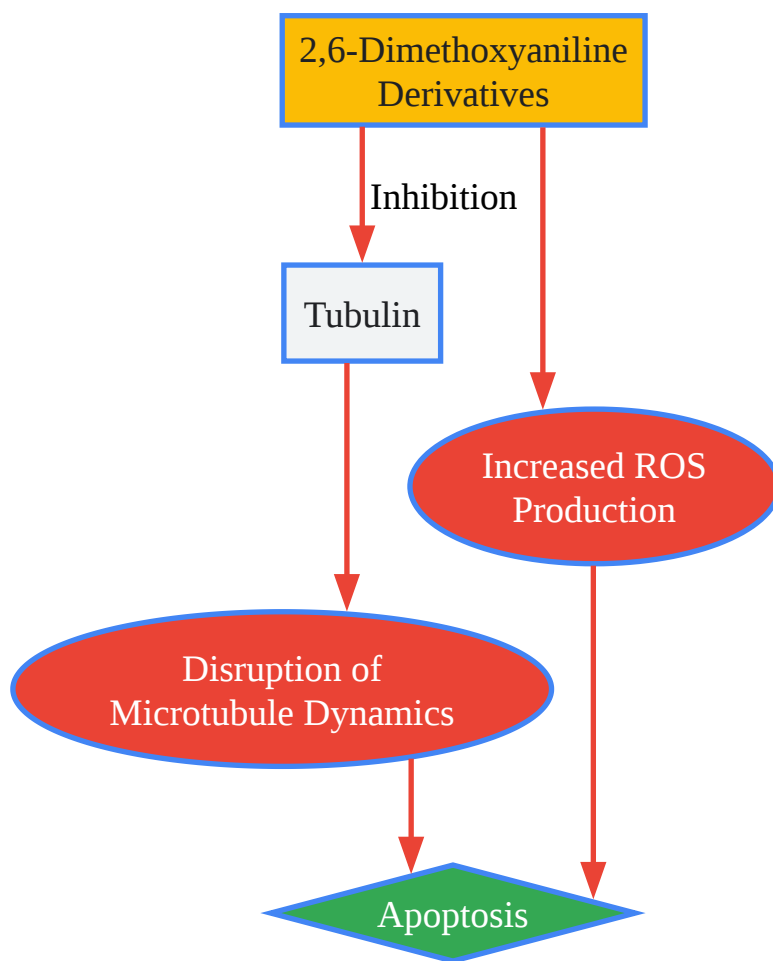 2,6-Dimethoxyaniline
Derivatives
Inhibition
Tubulin
Increased ROS
Production
Disruption of
Microtubule Dynamics
Apoptosis